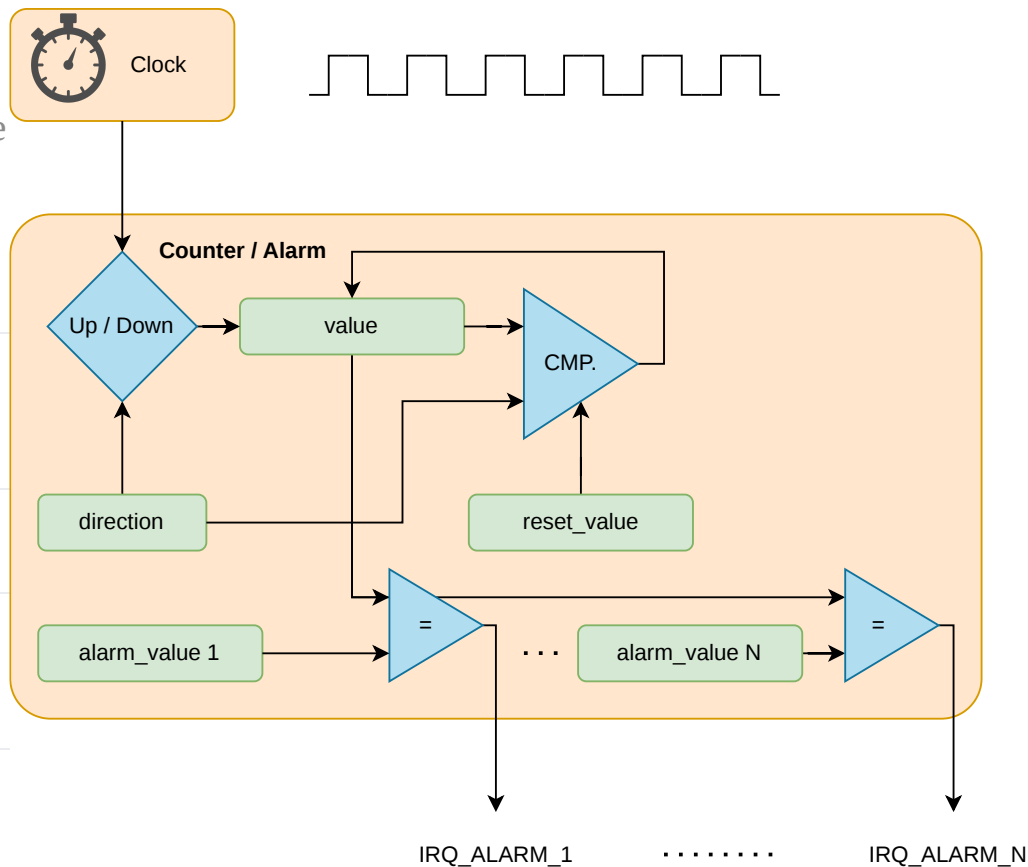 Clock
e
Counter / Alarm
Up / Down
value
CMP.
direction
reset_value
=
=
alarm_value 1
. . .
alarm_value N
IRQ_ALARM_1
. . . . . . . .
IRQ_ALARM_N